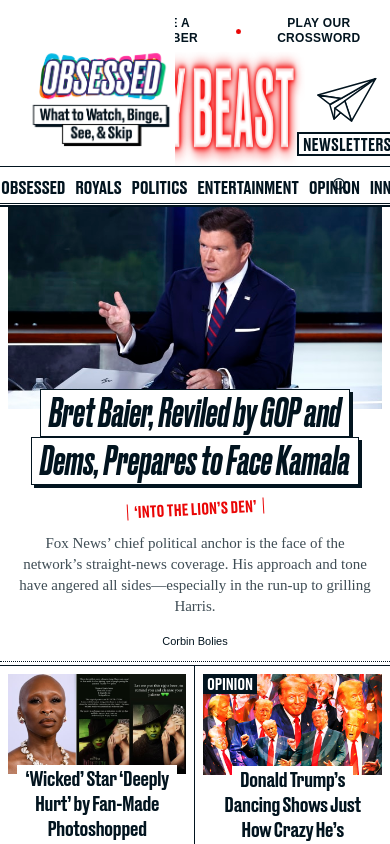 E A
BER
PLAY OUR
CROSSWORD
OBSESSED
What to Watch, Binge,
See, & Skip
Y BEAST
NEWSLETTERS
OBSESSED ROYALS POLITICS ENTERTAINMENT OPINION INN
Bret Baier, Reviled by GOP and
Dems, Prepares to Face Kamala
‘INTO THE LION’S DEN’
Fox News’ chief political anchor is the face of the
network’s straight-news coverage. His approach and tone
have angered all sides—especially in the run-up to grilling
Harris.
Corbin Bolies
‘Wicked’ Star ‘Deeply
Hurt’ by Fan-Made
Photoshopped
OPINION
Donald Trump’s
Dancing Shows Just
How Crazy He’s